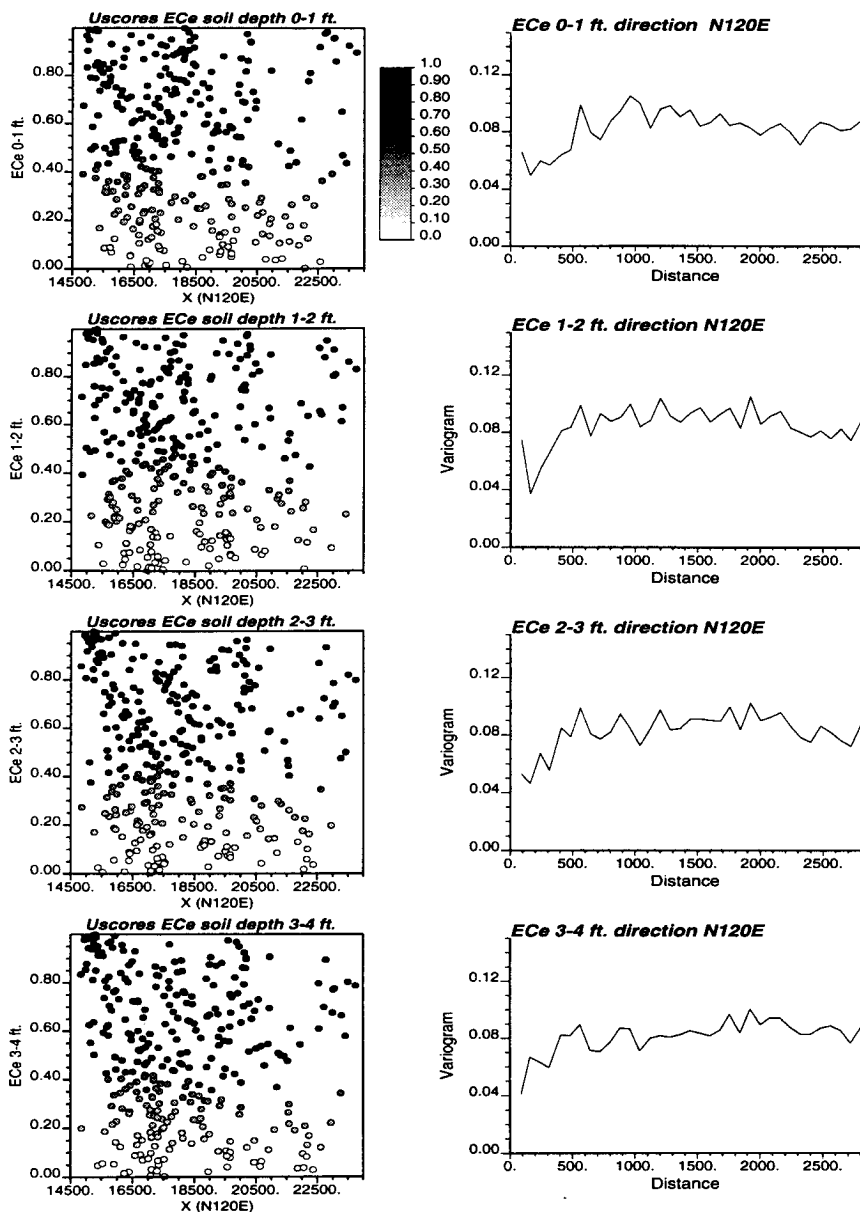 Uscores ECe soil depth 0-1 ft.
ECe 0-1 ft.
0.80
0.60
0.40
0.20
0.00
14500. 16500. 18500. 20500. 22500.
X (N120E)
1.0
0.90
0.80
0.70
0.60
0.50
0.40
0.30
0.20
0.10
0.0
ECe 0-1 ft. direction N120E
0.12
0.08
0.04
0.00
0. 500. 1000. 1500. 2000. 2500.
Distance
Uscores ECe soil depth 1-2 ft.
ECe 1-2 ft.
0.80
0.60
0.40
0.20
0.00
14500. 16500. 18500. 20500. 22500.
X (N120E)
ECe 1-2 ft. direction N120E
Variogram
0.12
0.08
0.04
0.00
0. 500. 1000. 1500. 2000. 2500.
Distance
Uscores ECe soil depth 2-3 ft.
ECe 2-3 ft.
0.80
0.60
0.40
0.20
0.00
14500. 16500. 18500. 20500. 22500.
X (N120E)
ECe 2-3 ft. direction N120E
Variogram
0.12
0.08
0.04
0.00
0. 500. 1000. 1500. 2000. 2500.
Distance
Uscores ECe soil depth 3-4 ft.
ECe 3-4 ft.
0.80
0.60
0.40
0.20
0.00
14500. 16500. 18500. 20500. 22500.
X (N120E)
ECe 3-4 ft. direction N120E
Variogram
0.12
0.08
0.04
0.00
0. 500. 1000. 1500. 2000. 2500.
Distance